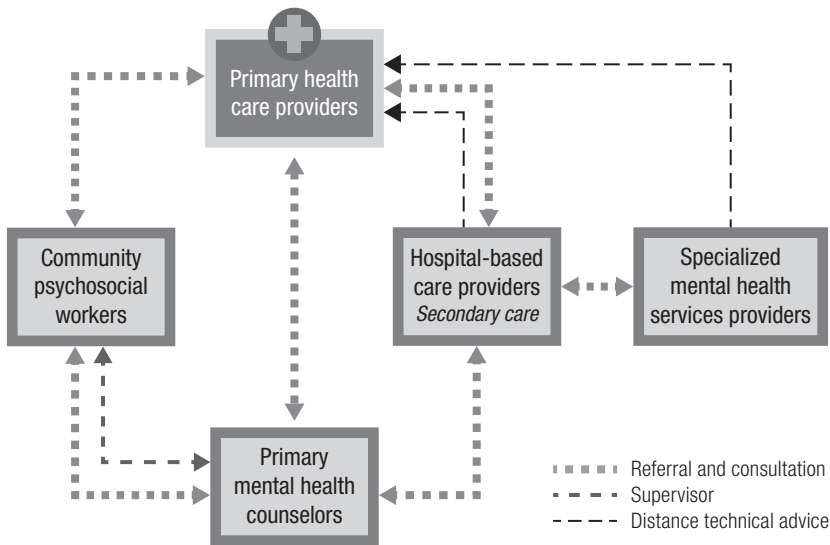 Primary health
care providers
Community
psychosocial
workers
Hospital-based
care providers
Secondary care
Specialized
mental health
services providers
Primary
mental health
counselors
Referral and consultation
Supervisor
Distance technical advice